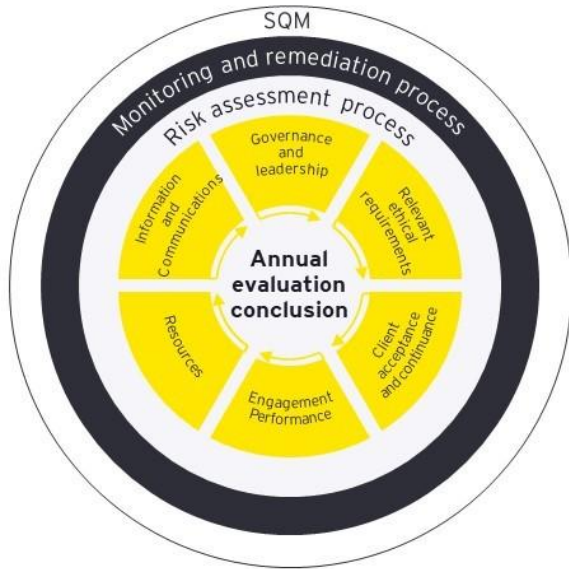 SQM
Monitoring and remediation process
Risk assessment process
Governance
and
leadership
Relevant
ethical
requirements
Client
acceptance
and continuance
Engagement
Performance
Resources
Information
and
Communications
Annual
evaluation
conclusion